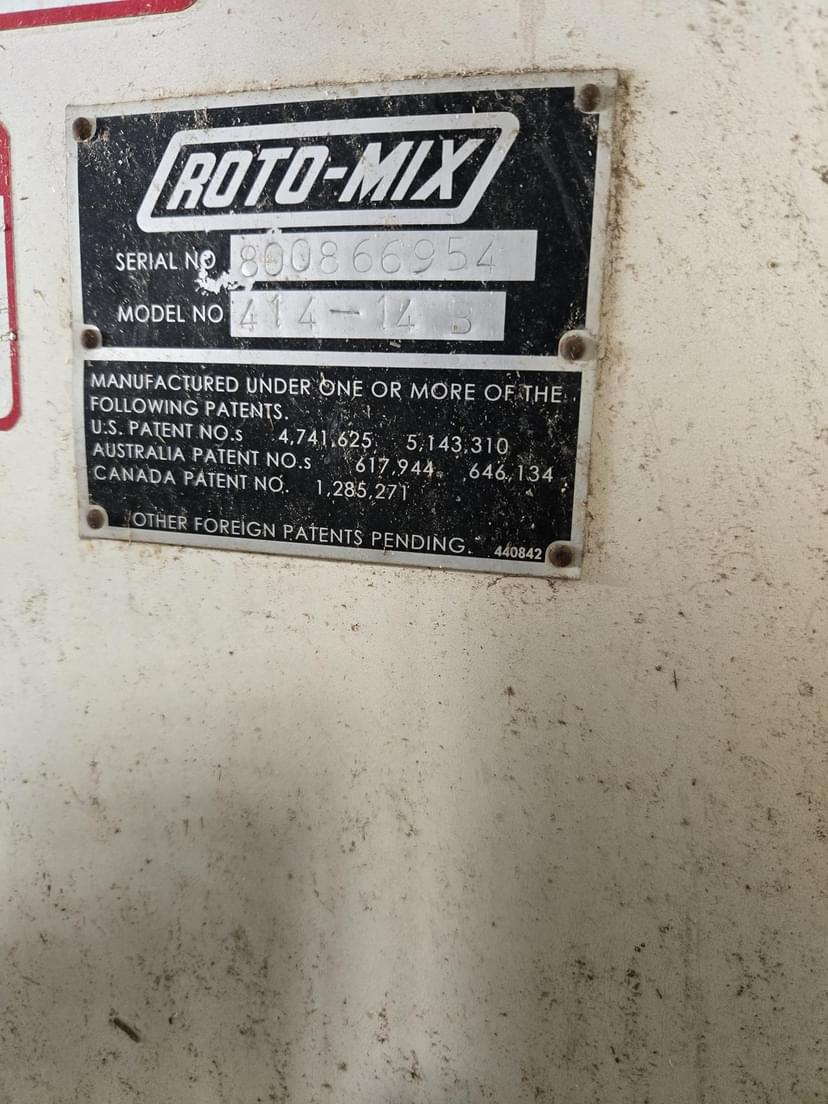 ROTO-MIX
SERIAL NO 800866954
MODEL NO 414-14 B
MANUFACTURED UNDER ONE OR MORE OF THE
FOLLOWING PATENTS.
U.S. PATENT NO.s 4,741,625 5,143,310
AUSTRALIA PATENT NO.s 617,944 646,134
CANADA PATENT NO. 1,285,271
OTHER FOREIGN PATENTS PENDING. 440842